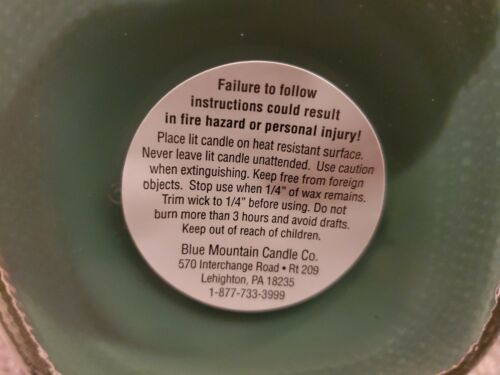 Failure to follow
instructions could result
in fire hazard or personal injury!
Place lit candle on heat resistant surface.
Never leave lit candle unattended. Use caution
when extinguishing. Keep free from foreign
objects. Stop use when 1/4" of wax remains.
Trim wick to 1/4" before using. Do not
burn more than 3 hours and avoid drafts.
Keep out of reach of children.
Blue Mountain Candle Co.
570 Interchange Road • Rt 209
Lehighton, PA 18235
1-877-733-3999